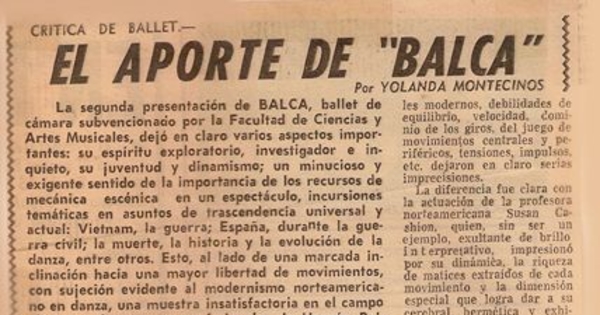 CRITICA DE BALLET.—
EL APORTE DE "BALCA"
Por YOLANDA MONTECINOS
La segunda presentación de BALCA, ballet de
cámara subvencionado por la Facultad de Ciencias y
Artes Musicales, dejó en claro varios aspectos impor-
tantes: su espíritu exploratorio, investigador e in-
quieto, su juventud y dinamismo; un minucioso y
exigente sentido de la importancia de los recursos de
mecánica escénica en un espectáculo, incursiones
temáticas en asuntos de trascendencia universal y
actual: Vietnam, la guerra; España, durante la gue-
rra civil; la muerte, la historia y la evolución de la
danza, entre otros. Esto, al lado de una marcada in-
clinación hacia una mayor libertad de movimientos,
con sujeción evidente al modernismo norteamerica-
no en danza, una muestra insatisfactoria en el campo
les modernos, debilidades de
equilibrio, velocidad, domi-
nio de los giros, del juego de
movimientos centrales y pe-
riféricos, tensiones, impulsos,
etc. dejaron en claro serias
imprecisiones.
La diferencia fue clara con
la actuación de la profesora
norteamericana Susan Ca-
shion, quien, sin ser un
ejemplo, exultante de brillo
interpretativo, impresionó
por su dinámica, la riqueza
de matices extraídos de cada
movimiento y la dimensión
especial que logra dar a su
cerebral, hermética y exhi-